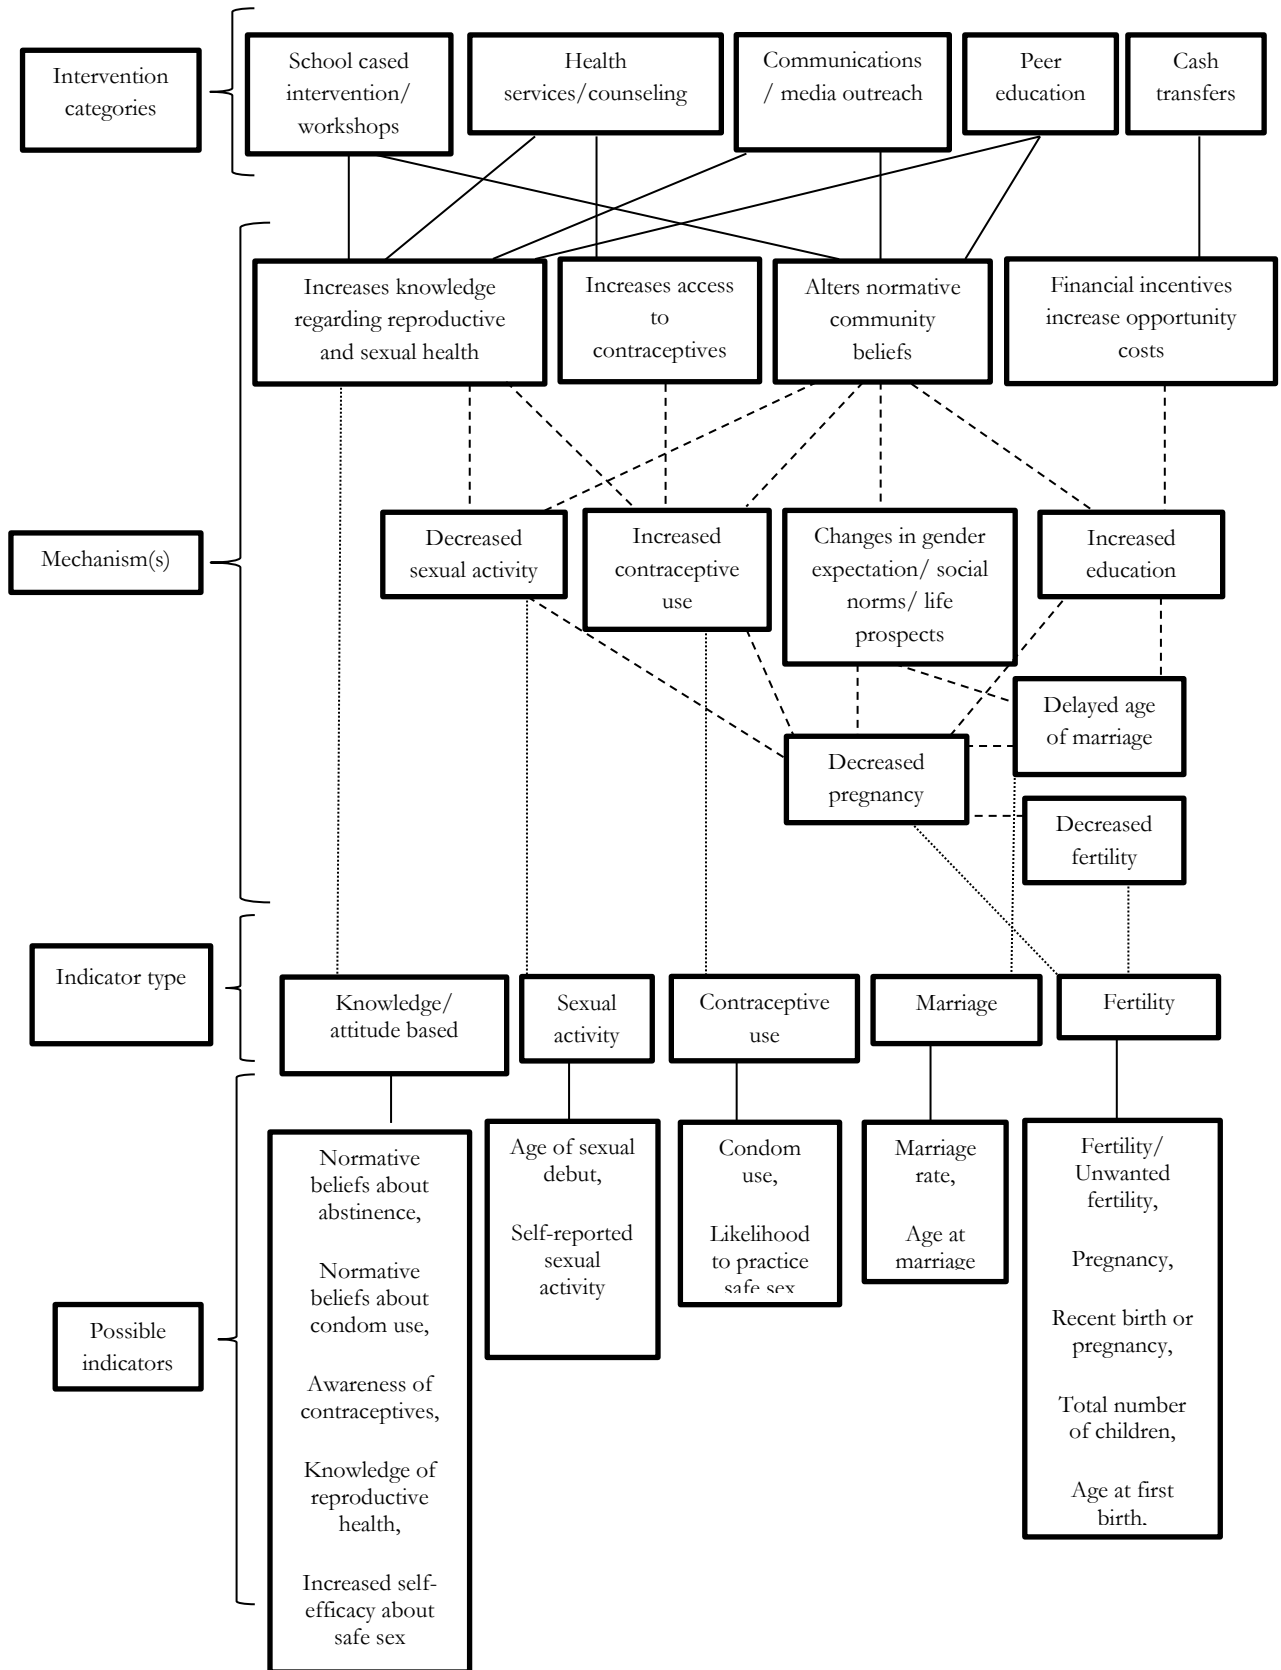 Intervention
categories
School cased
intervention/
workshops
Health
services/counseling
Communications
/ media outreach
Peer
education
Cash
transfers
Increases knowledge
regarding reproductive
and sexual health
Increases access
to
contraceptives
Alters normative
community
beliefs
Financial incentives
increase opportunity
costs
Mechanism(s)
Decreased
sexual activity
Increased
contraceptive
use
Changes in gender
expectation/ social
norms/ life
prospects
Increased
education
Delayed age
of marriage
Decreased
pregnancy
Decreased
fertility
Indicator type
Knowledge/
attitude based
Sexual
activity
Contraceptive
use
Marriage
Fertility
Possible
indicators
Normative
beliefs about
abstinence,
Normative
beliefs about
condom use,
Awareness of
contraceptives,
Knowledge of
reproductive
health,
Increased self-
efficacy about
safe sex
Age of sexual
debut,
Self-reported
sexual
activity
Condom
use,
Likelihood
to practice
safe sex
Marriage
rate,
Age at
marriage
Fertility/
Unwanted
fertility,
Pregnancy,
Recent birth or
pregnancy,
Total number
of children,
Age at first
birth.